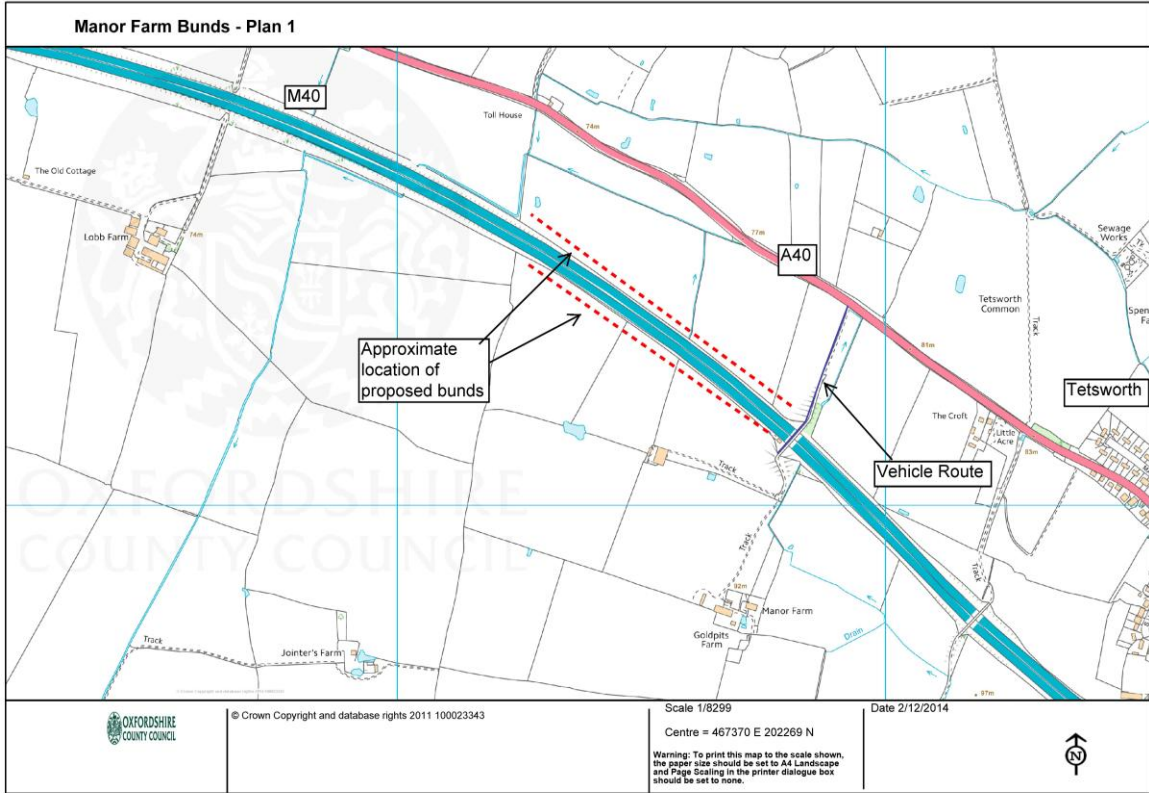 Manor Farm Bunds - Plan 1
M40
Toll House
74m
The Old Cottage
Lobb Farm
74m
77m
A40
Sewage
Works
Tk
Tetsworth
Common
Track
81m
Approximate
location of
proposed bunds
Tetsworth
The Croft
Little
Acre
83m
Vehicle Route
Track
OXFORDSHIRE
COUNTY COUNCIL
Track
Track
82m
Manor Farm
Goldpits
Farm
Drain
Track
Jointer's Farm
97m
© Crown Copyright and database rights 2011 100023343
OXFORDSHIRE
COUNTY COUNCIL
Scale 1/8299
Centre = 467370 E 202269 N
Warning: To print this map to the scale shown,
the paper size should be set to A4 Landscape
and Page Scaling in the printer dialogue box
should be set to none.
Date 2/12/2014
N